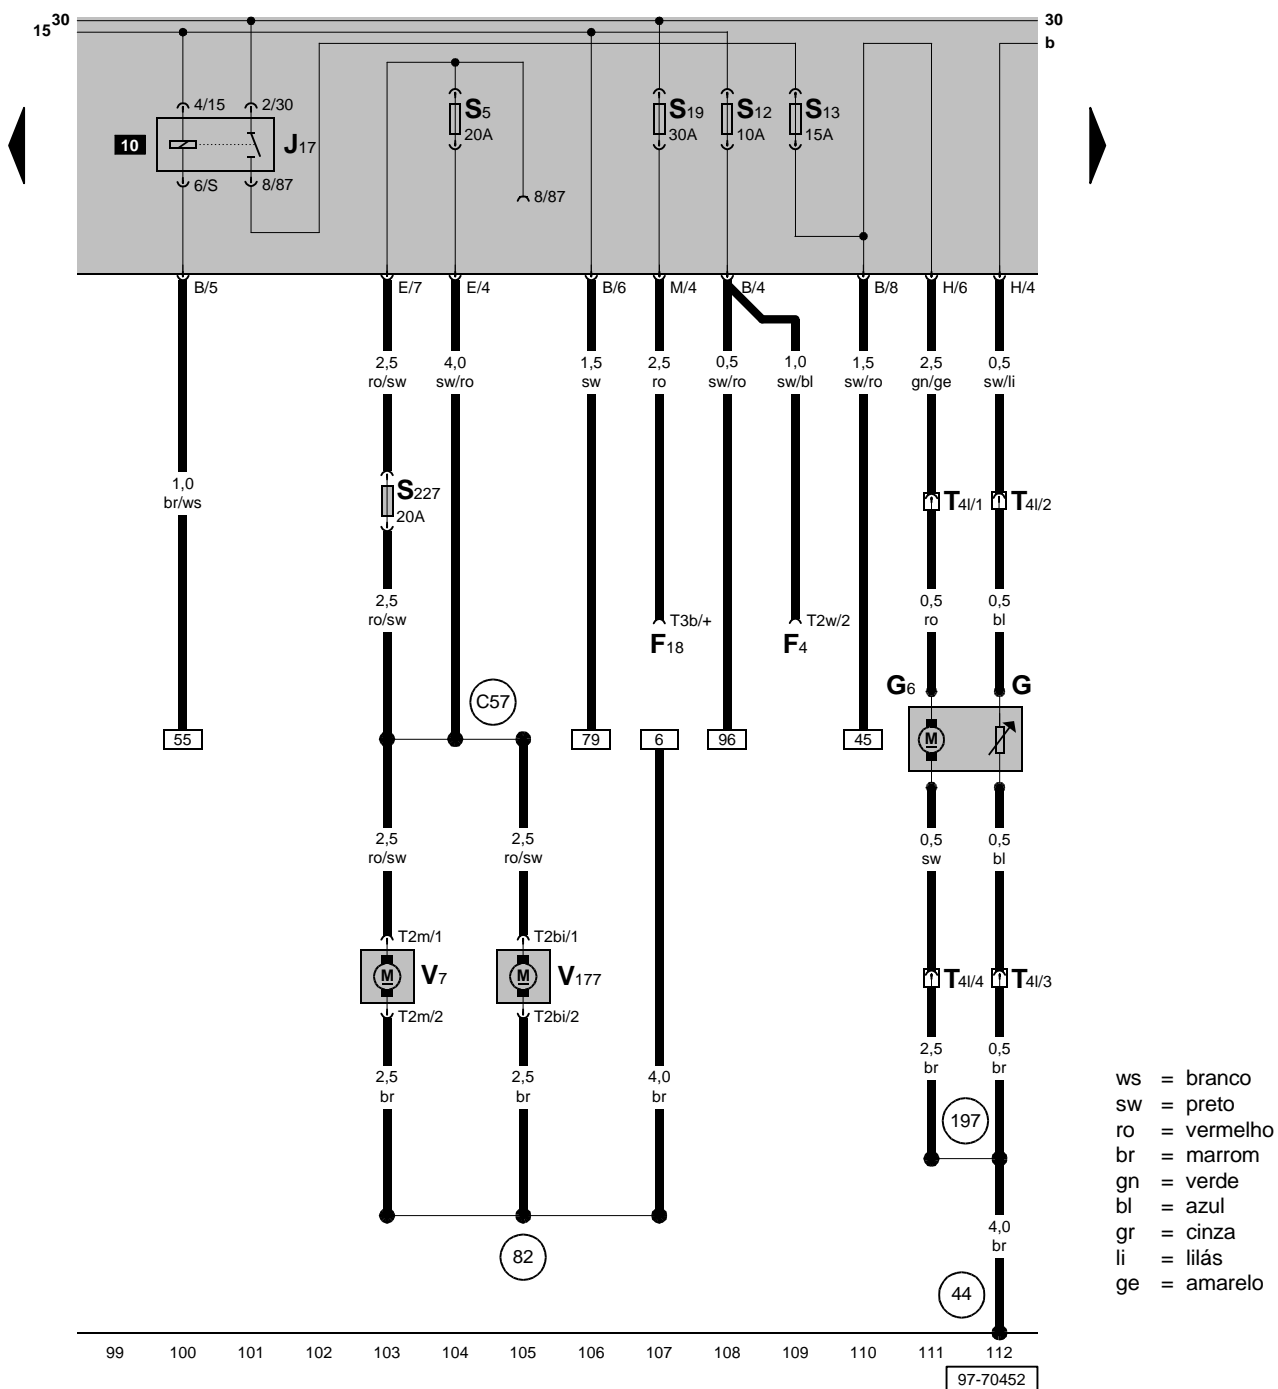 30 30
15 b
4/15 2/30
10 J17
S5 20A
S19 30A
S12 10A
S13 15A
6/S 8/87
8/87
B/5 E/7 E/4 B/6 M/4 B/4 B/8 H/6 H/4
2,5 4,0 1,5 2,5 0,5 1,0 1,5 2,5 0,5
ro/sw sw/ro sw ro sw/ro sw/bl sw/ro gn/ge sw/li
1,0
br/ws
S227
20A
T4l/1 T4l/2
2,5 0,5 0,5
ro/sw ro bl
T3b/+ T2w/2
F18 F4
G6 G
C57
55 79 6 96 45
M
2,5 2,5 0,5 0,5
ro/sw ro/sw sw bl
T2m/1 T2bi/1
M V7 M V177
T4l/4 T4l/3
T2m/2 T2bi/2
2,5 0,5
br br
2,5 2,5 4,0
br br br
197
82
4,0
br
44
ws = branco
sw = preto
ro = vermelho
br = marrom
gn = verde
bl = azul
gr = cinza
li = lilás
ge = amarelo
99 100 101 102 103 104 105 106 107 108 109 110 111 112
97-70452